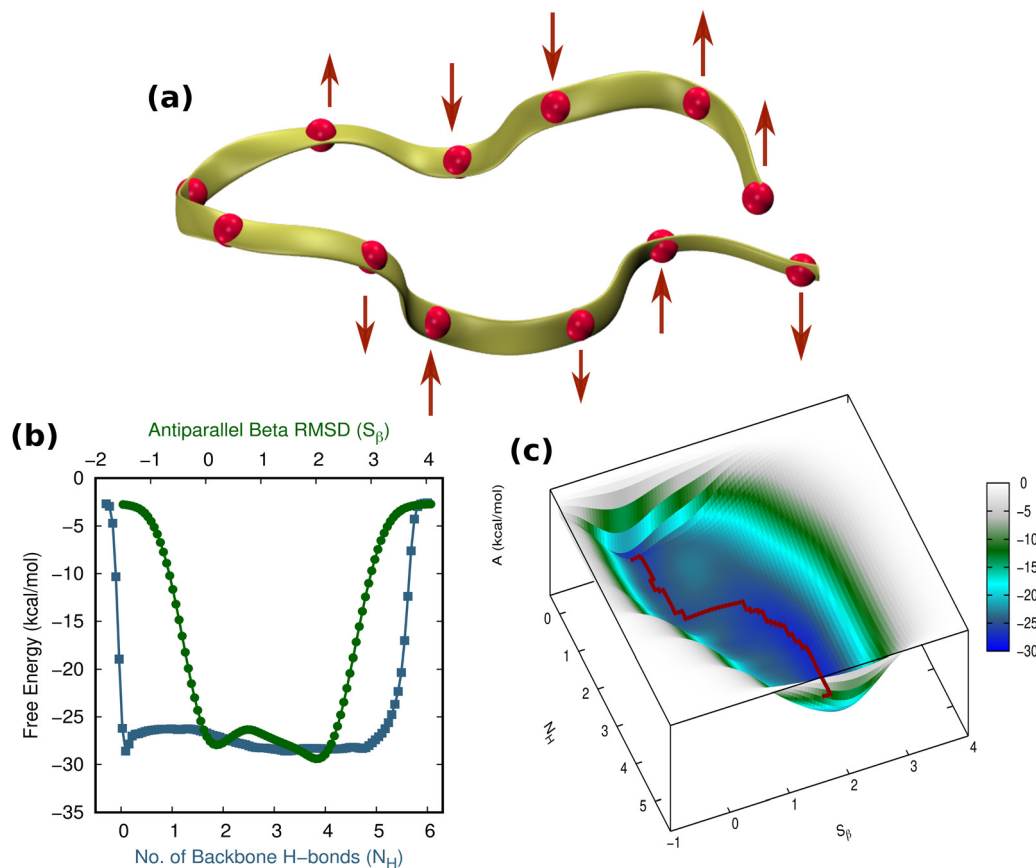 (a)
(b)
Antiparallel Beta RMSD (Sβ)
−2 −1 0 1 2 3 4
0
−5
−10
−15
−20
−25
−30
−35
Free Energy (kcal/mol)
0 1 2 3 4 5 6
No. of Backbone H−bonds (NH)
(c)
A (kcal/mol)
0
1
2
3
4
5
NH
−1
0
1
2
3
4
Sβ
0
−5
−10
−15
−20
−25
−30